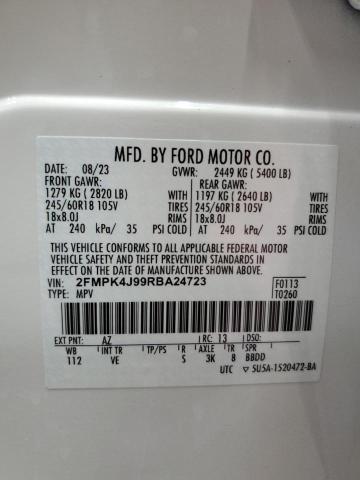 MFD. BY FORD MOTOR CO.
DATE: 08/23 GVWR: 2449 KG ( 5400 LB)
FRONT GAWR: REAR GAWR:
1279 KG ( 2820 LB) WITH 1197 KG ( 2640 LB) WITH
245/60R18 105V TIRES 245/60R18 105V TIRES
18x8.0J RIMS 18x8.0J RIMS
AT 240 kPa/ 35 PSI COLD AT 240 kPa/ 35 PSI COLD
THIS VEHICLE CONFORMS TO ALL APPLICABLE FEDERAL MOTOR
VEHICLE SAFETY AND THEFT PREVENTION STANDARDS IN EFFECT
ON THE DATE OF MANUFACTURE SHOWN ABOVE.
VIN: 2FMPK4J99RBA24723 F0113
TYPE: MPV T0260
EXT PNT: AZ RC: 13 DSO:
WB INT TR TP/PS R AXLE TR SPR
112 VE S 3K 8 BBDD
UTC ▽ 5U5A-1520472-BA